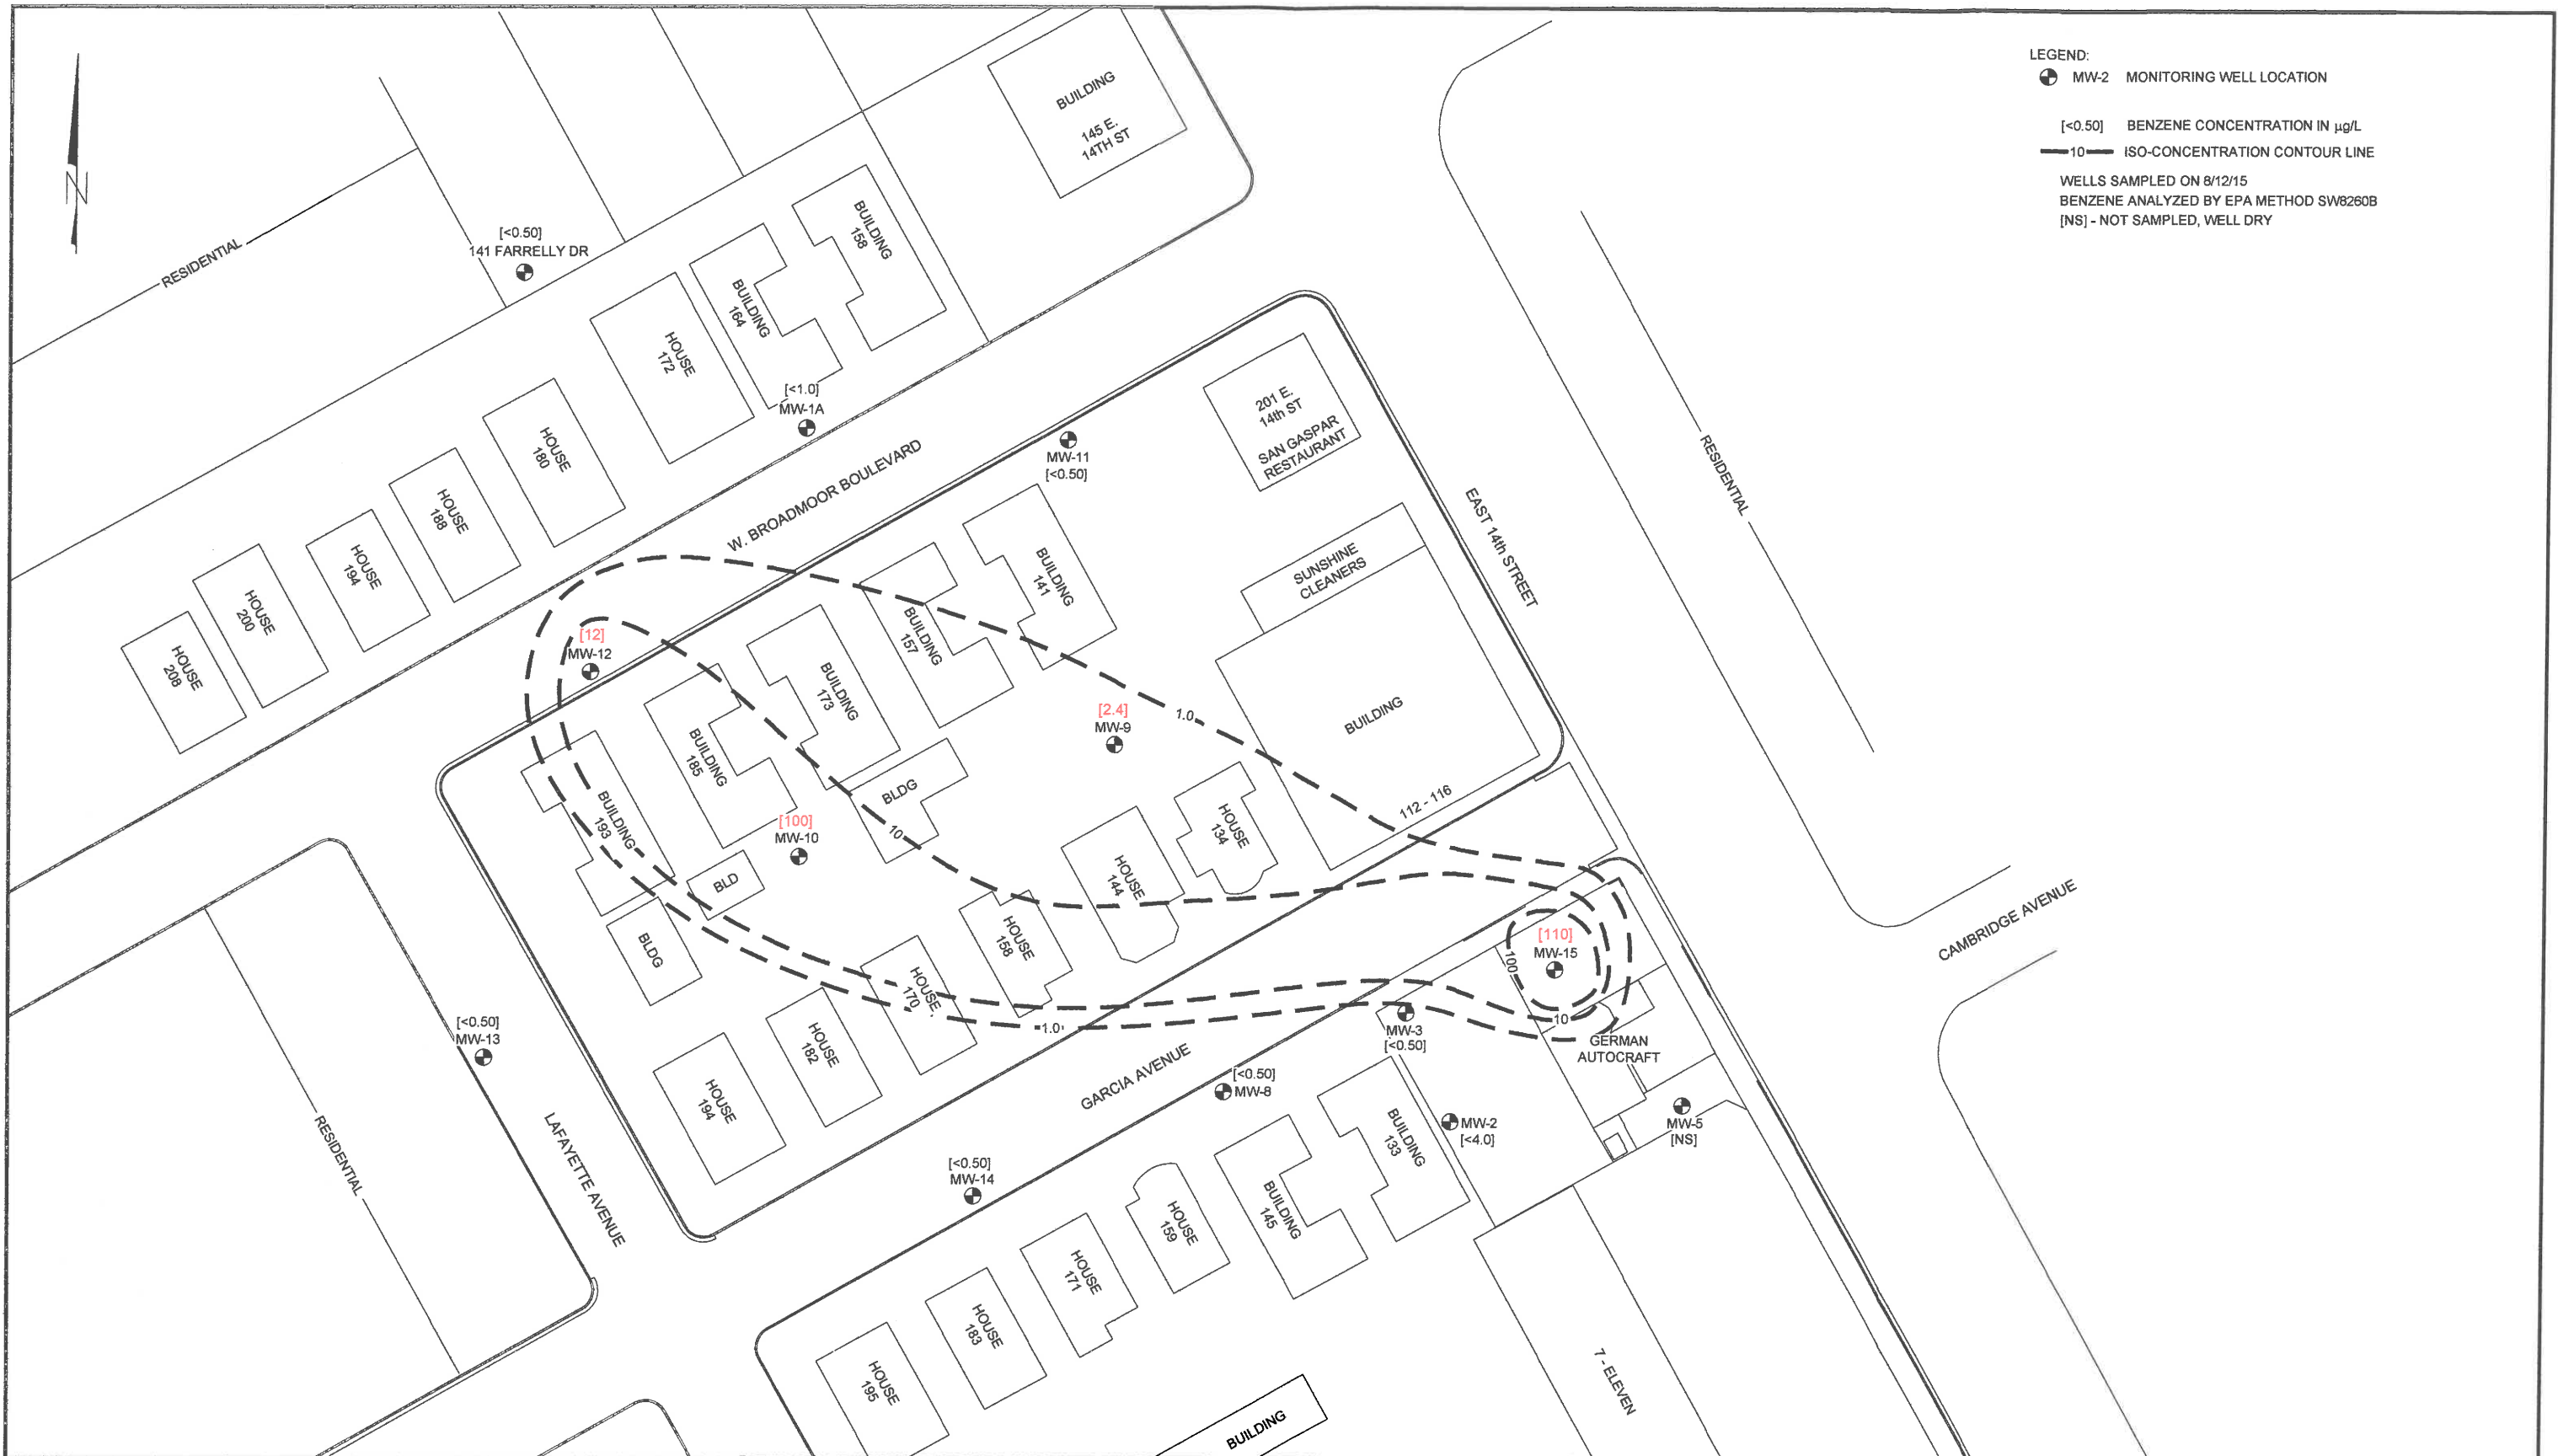 LEGEND:
MW-2 MONITORING WELL LOCATION
[<0.50] BENZENE CONCENTRATION IN µg/L
10 ISO-CONCENTRATION CONTOUR LINE
WELLS SAMPLED ON 8/12/15
BENZENE ANALYZED BY EPA METHOD SW8260B
[NS] - NOT SAMPLED, WELL DRY
N
BUILDING
145 E.
14TH ST
RESIDENTIAL
[<0.50]
141 FARRELLY DR
BUILDING
158
BUILDING
164
HOUSE
172
[<1.0]
MW-1A
HOUSE
180
HOUSE
188
HOUSE
194
HOUSE
200
HOUSE
208
W. BROADMOOR BOULEVARD
MW-11
[<0.50]
201 E.
14th ST
SAN GASPAR
RESTAURANT
EAST 14th STREET
RESIDENTIAL
SUNSHINE
CLEANERS
BUILDING
112 - 116
BUILDING
141
BUILDING
157
BUILDING
173
BUILDING
185
BUILDING
193
[12]
MW-12
[2.4]
MW-9
1.0
BLDG
10
[100]
MW-10
BLD
BLDG
HOUSE
134
HOUSE
144
HOUSE
158
HOUSE
170
HOUSE
182
HOUSE
194
1.0
[110]
MW-15
100
10
GERMAN
AUTOCRAFT
CAMBRIDGE AVENUE
MW-3
[<0.50]
GARCIA AVENUE
[<0.50]
MW-8
[<0.50]
MW-13
RESIDENTIAL
LAFAYETTE AVENUE
[<0.50]
MW-14
MW-2
[<4.0]
MW-5
[NS]
BUILDING
133
BUILDING
145
HOUSE
159
HOUSE
171
HOUSE
183
HOUSE
195
7 - ELEVEN
BUILDING